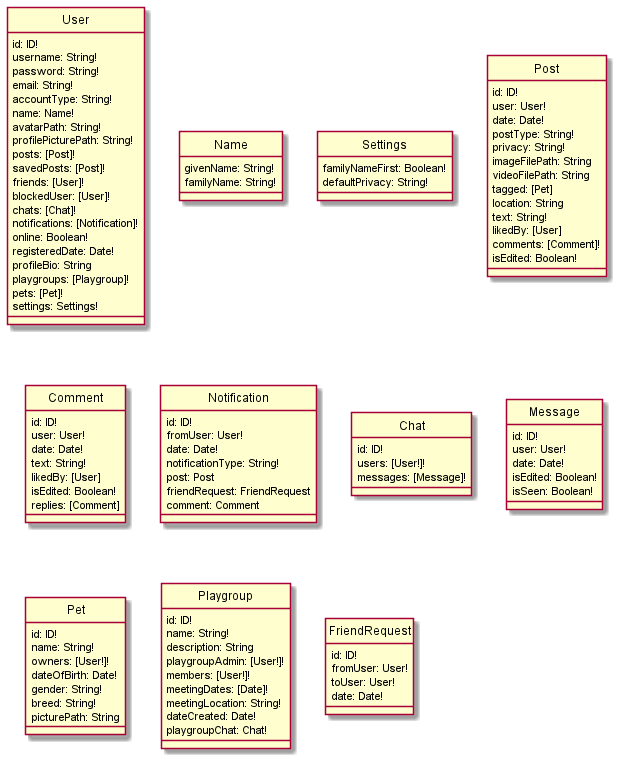 User
id: ID!
username: String!
password: String!
email: String!
accountType: String!
name: Name!
avatarPath: String!
profilePicturePath: String!
posts: [Post]!
savedPosts: [Post]!
friends: [User]!
blockedUser: [User]!
chats: [Chat]!
notifications: [Notification]!
online: Boolean!
registeredDate: Date!
profileBio: String
playgroups: [Playgroup]!
pets: [Pet]!
settings: Settings!
Name
givenName: String!
familyName: String!
Settings
familyNameFirst: Boolean!
defaultPrivacy: String!
Post
id: ID!
user: User!
date: Date!
postType: String!
privacy: String!
imageFilePath: String
videoFilePath: String
tagged: [Pet]
location: String
text: String!
likedBy: [User]
comments: [Comment]!
isEdited: Boolean!
Comment
id: ID!
user: User!
date: Date!
text: String!
likedBy: [User]
isEdited: Boolean!
replies: [Comment]
Notification
id: ID!
fromUser: User!
date: Date!
notificationType: String!
post: Post
friendRequest: FriendRequest
comment: Comment
Chat
id: ID!
users: [User!]!
messages: [Message]!
Message
id: ID!
user: User!
date: Date!
isEdited: Boolean!
isSeen: Boolean!
Pet
id: ID!
name: String!
owners: [User!]!
dateOfBirth: Date!
gender: String!
breed: String!
picturePath: String
Playgroup
id: ID!
name: String!
description: String
playgroupAdmin: [User!]!
members: [User!]!
meetingDates: [Date]!
meetingLocation: String!
dateCreated: Date!
playgroupChat: Chat!
FriendRequest
id: ID!
fromUser: User!
toUser: User!
date: Date!